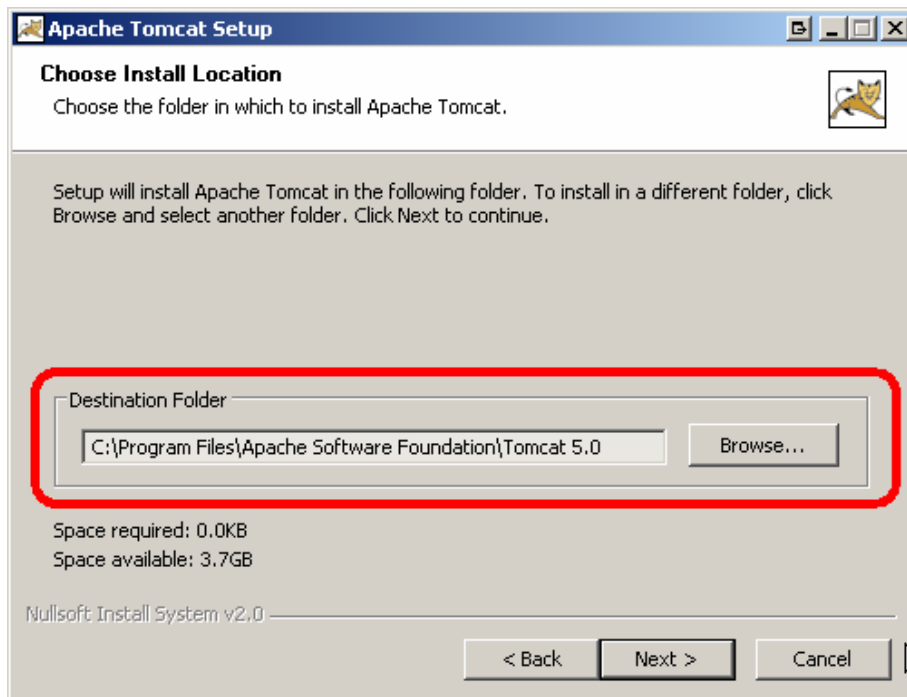 Apache Tomcat Setup
Choose Install Location
Choose the folder in which to install Apache Tomcat.
Setup will install Apache Tomcat in the following folder. To install in a different folder, click
Browse and select another folder. Click Next to continue.
Destination Folder
C:\Program Files\Apache Software Foundation\Tomcat 5.0
Browse...
Space required: 0.0KB
Space available: 3.7GB
Nullsoft Install System v2.0
< Back
Next >
Cancel